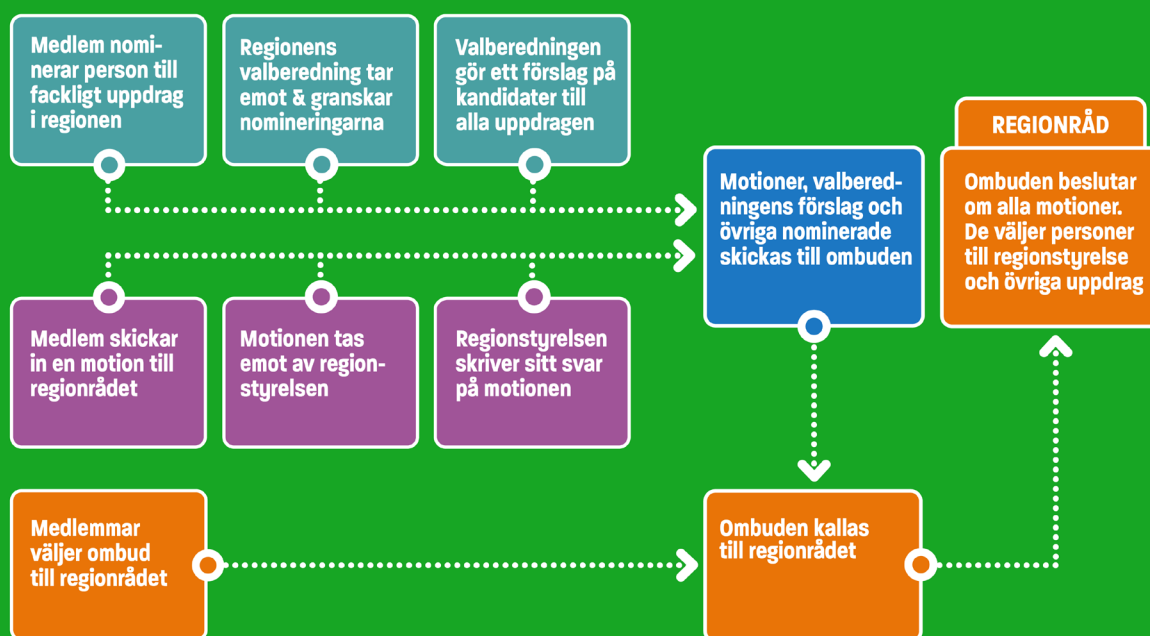 Medlem nomi-
nerar person till
fackligt uppdrag
i regionen
Regionens
valberedning tar
emot & granskar
nomineringarna
Valberedningen
gör ett förslag på
kandidater till
alla uppdragen
Motioner, valbered-
ningens förslag och
övriga nominerade
skickas till ombuden
REGIONRÅD
Ombuden beslutar
om alla motioner.
De väljer personer
till regionstyrelse
och övriga uppdrag
Medlem skickar
in en motion till
regionrådet
Motionen tas
emot av region-
styrelsen
Regionstyrelsen
skriver sitt svar
på motionen
Medlemmar
väljer ombud
till regionrådet
Ombuden kallas
till regionrådet